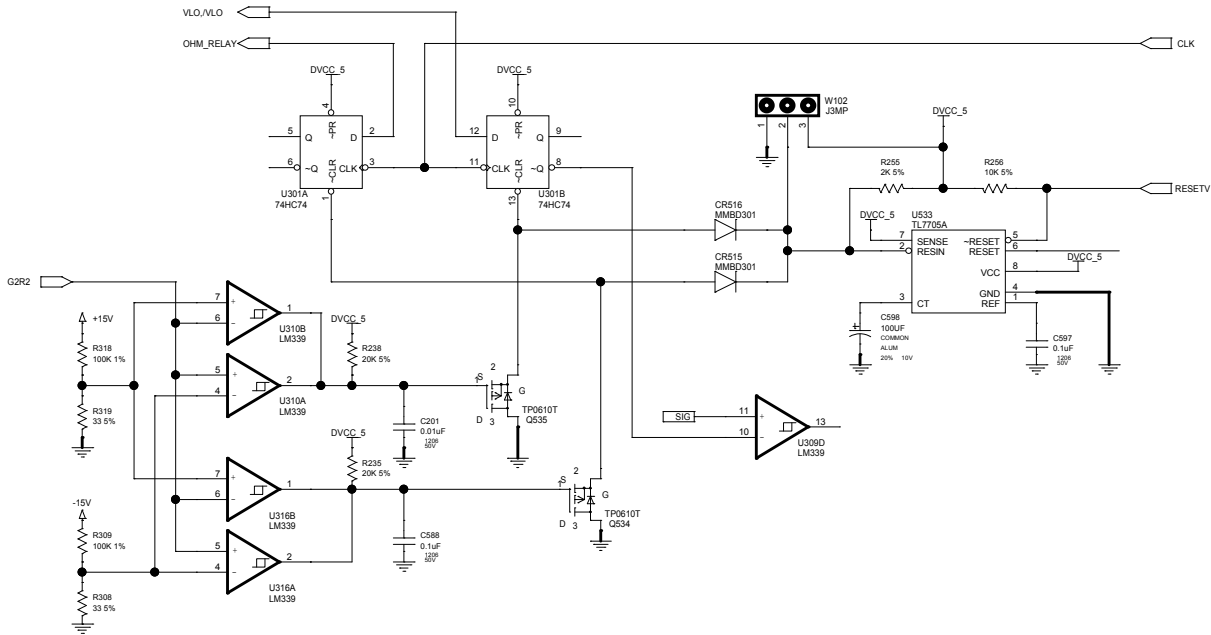 VLO,/VLO
OHM_RELAY
CLK
DVCC_5
4
5 Q ~PR D 2
6 ~Q ~CLR CLK 3
U301A
74HC74
1
DVCC_5
10
12 D ~PR Q 9
11 CLK ~CLR ~Q 8
U301B
74HC74
13
W102
J3MP
1 2 3
DVCC_5
R255
2K 5%
R256
10K 5%
RESETV
CR516
MMBD301
CR515
MMBD301
DVCC_5
U533
TL7705A
7 SENSE ~RESET 5
2 RESIN RESET 6
VCC 8
DVCC_5
GND 4
3 CT REF 1
C598
100UF
COMMON
ALUM
20% 10V
C597
0.1uF
1206
50V
G2R2
+15V
R318
100K 1%
R319
33 5%
7 +
6 -
1
U310B
LM339
5 +
4 -
2
U310A
LM339
DVCC_5
R238
20K 5%
C201
0.01uF
1206
50V
2
1 S G
D 3
TP0610T
Q535
SIG
11 +
10 -
13
U309D
LM339
-15V
R309
100K 1%
R308
33 5%
7 +
6 -
1
U316B
LM339
5 +
4 -
2
U316A
LM339
DVCC_5
R235
20K 5%
C588
0.1uF
1206
50V
2
1 S G
D 3
TP0610T
Q534